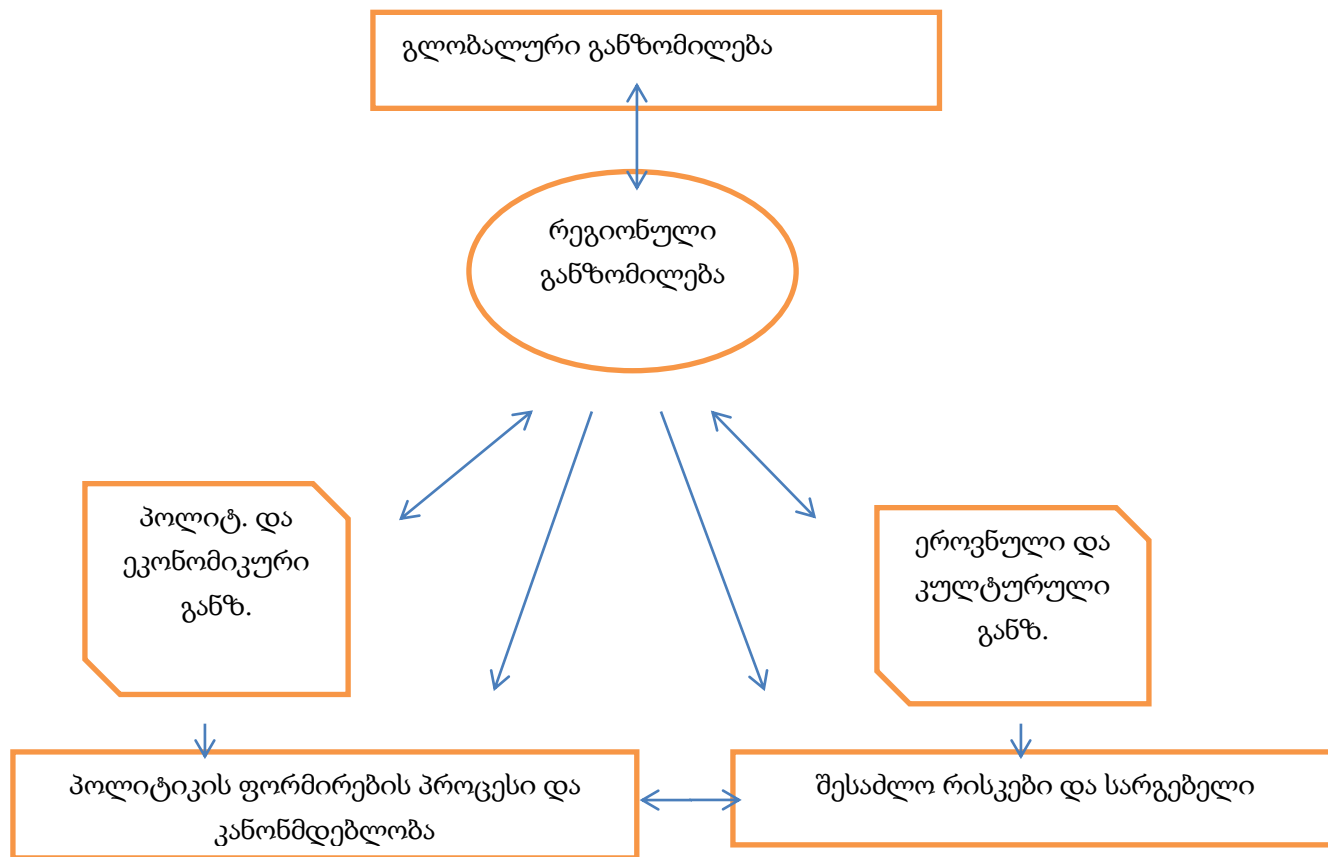 გლობალური განზომილება
რეგიონული
განზომილება
პოლიტ. და
ეკონომიკური
განზ.
ეროვნული და
კულტურული
განზ.
პოლიტიკის ფორმირების პროცესი და
კანონმდებლობა
შესაძლო რისკები და სარგებელი